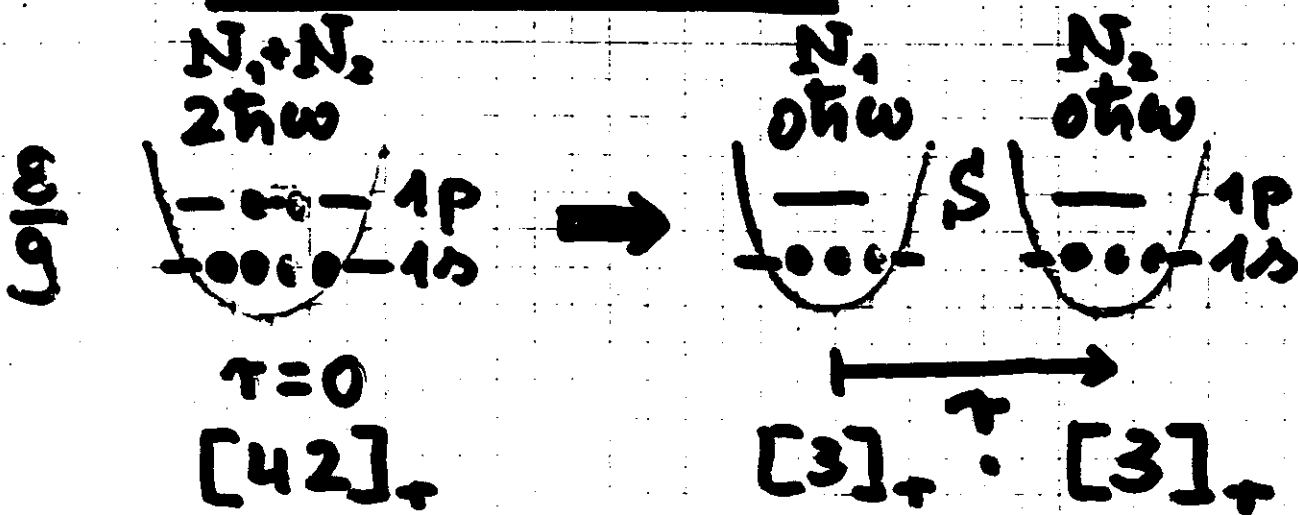 N₁+N₂ N₁ N₂
2ħω 0ħω 0ħω
1p S 1p
1s 1s
r=0 r
[42]ᵣ [3]ᵣ · [3]ᵣ